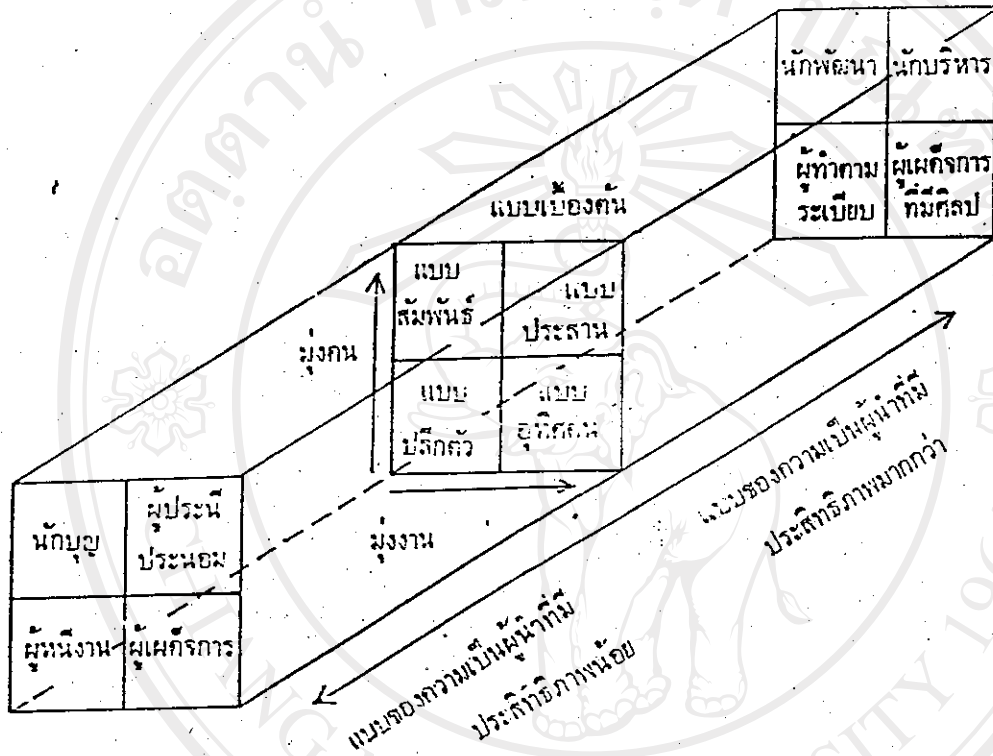 นักพัฒนา
นักบริหาร
ผู้ทำตาม
ระเบียบ
ผู้เผด็จการ
ที่มีศิลป
แบบเบื้องต้น
แบบ
สัมพันธ์
แบบ
ประสาน
มุ่งคน
แบบ
ปลีกตัว
แบบ
อุทิศตน
มุ่งงาน
นักบุญ
ผู้ประนี
ประนอม
ผู้หนีงาน
ผู้เผด็จการ
แบบของความเป็นผู้นำที่มี
ประสิทธิภาพมากกว่า
แบบของความเป็นผู้นำที่มี
ประสิทธิภาพน้อย